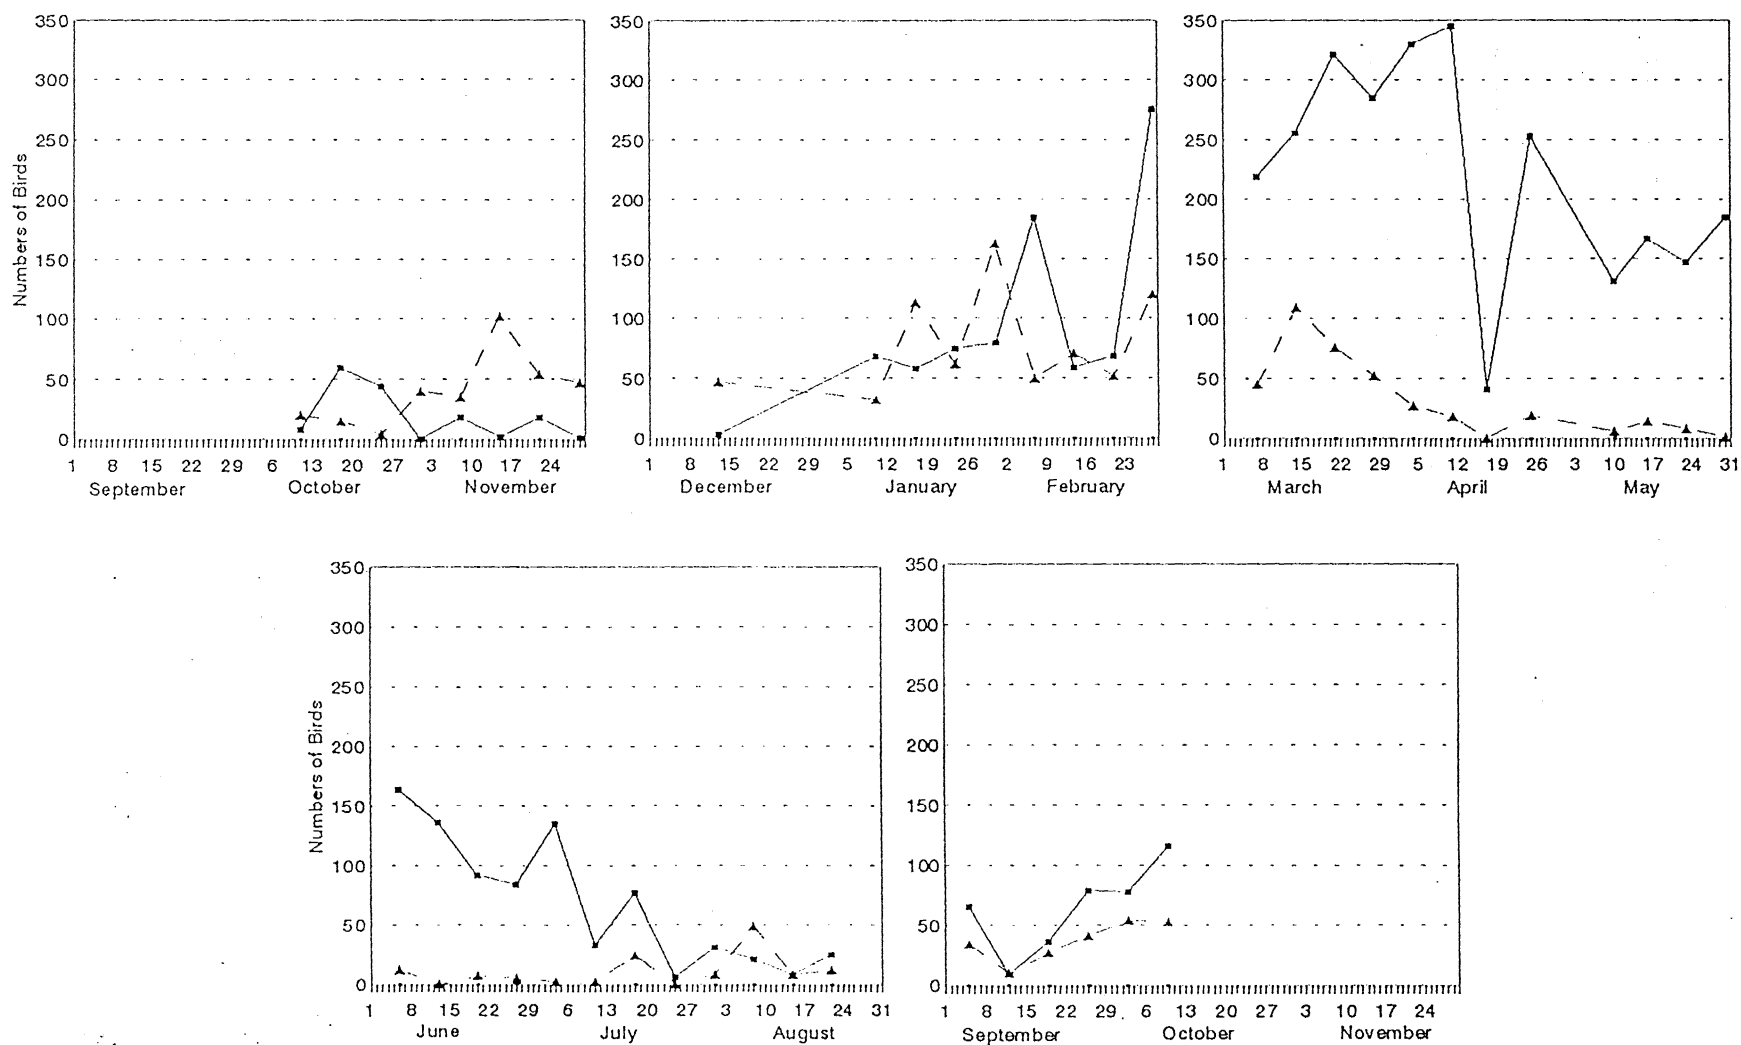 350 350 350
300 300 300
250 250 250
200 200 200
150 150 150
100 100 100
50 50 50
0 0 0
Numbers of Birds
1 8 15 22 29 6 13 20 27 3 10 17 24 1 8 15 22 29 5 12 19 26 2 9 16 23 1 8 15 22 29 5 12 19 26 3 10 17 24 31
September October November December January February March April May
350 350
300 300
250 250
200 200
150 150
100 100
50 50
0 0
Numbers of Birds
1 8 15 22 29 6 13 20 27 3 10 17 24 31 1 8 15 22 29 6 13 20 27 3 10 17 24
June July August September October November